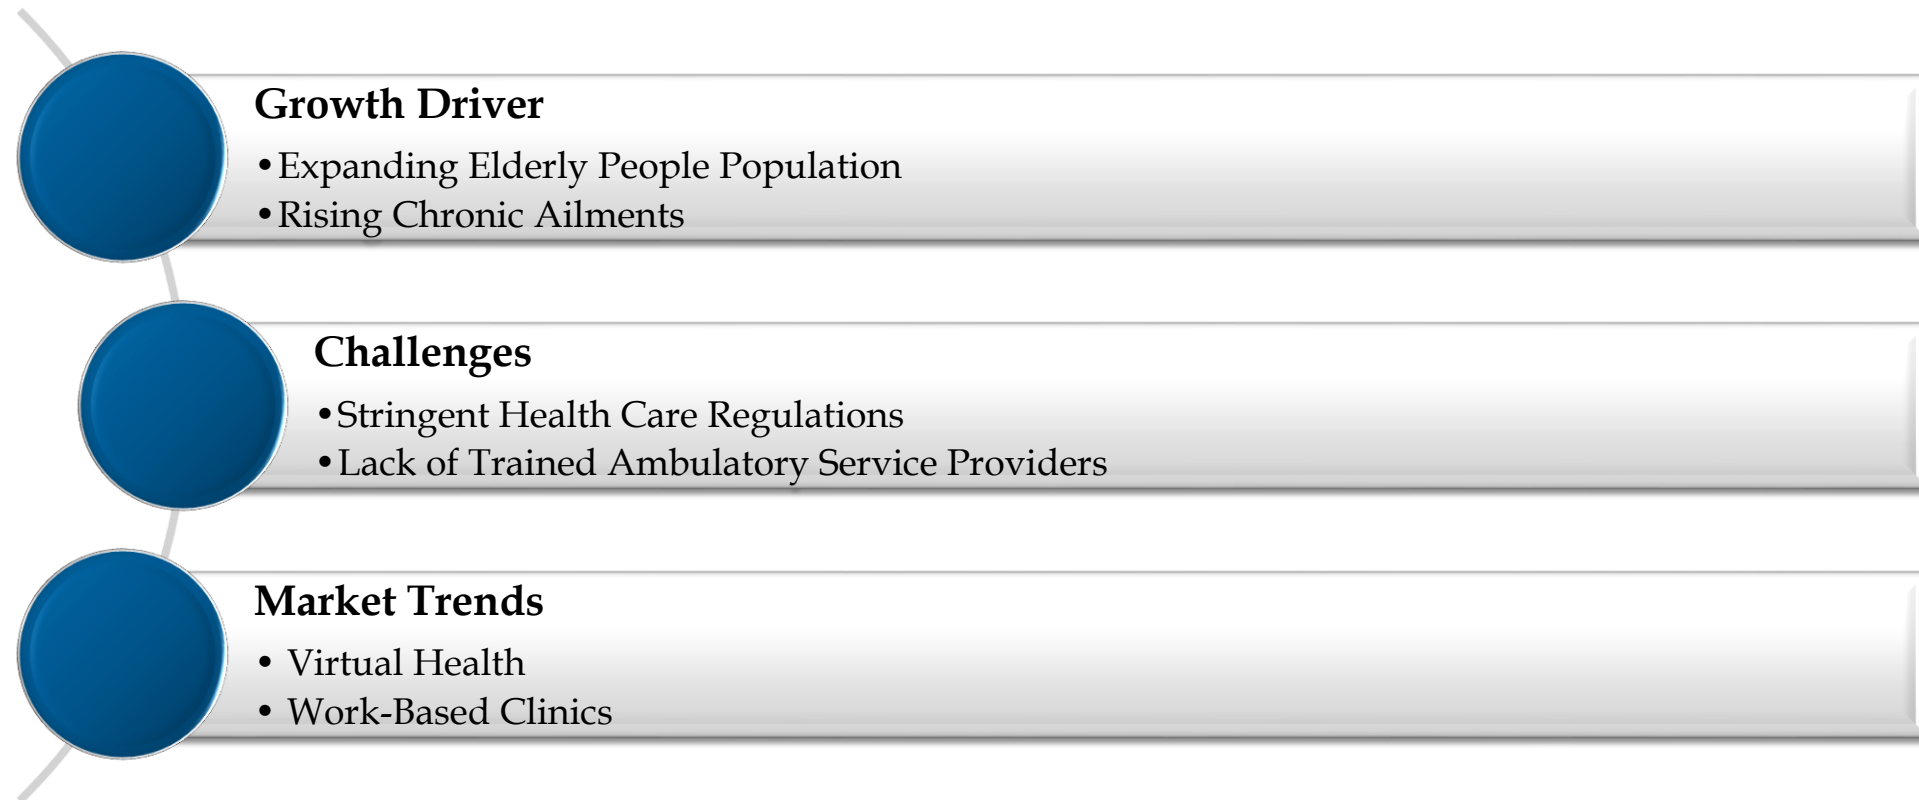 Growth Driver
•Expanding Elderly People Population
•Rising Chronic Ailments
Challenges
•Stringent Health Care Regulations
•Lack of Trained Ambulatory Service Providers
Market Trends
• Virtual Health
• Work-Based Clinics